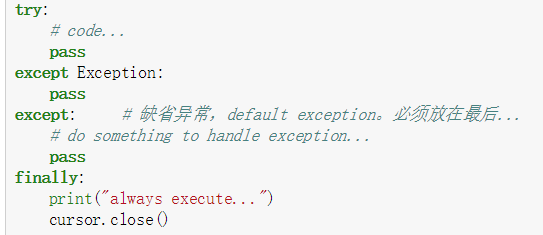 try:
    # code...
    pass
except Exception:
    pass
except:     # 缺省异常，default exception。必须放在最后...
    # do something to handle exception...
    pass
finally:
    print("always execute...")
    cursor.close()